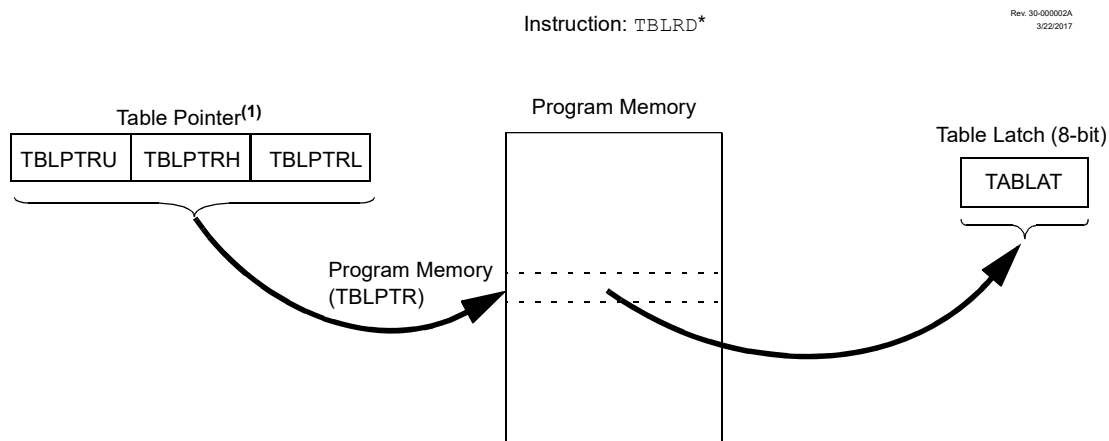 Instruction: TBLRD*
Rev. 30-000002A
3/22/2017
Table Pointer(1)
Program Memory
Table Latch (8-bit)
TBLPTRU TBLPTRH TBLPTRL
TABLAT
Program Memory
(TBLPTR)